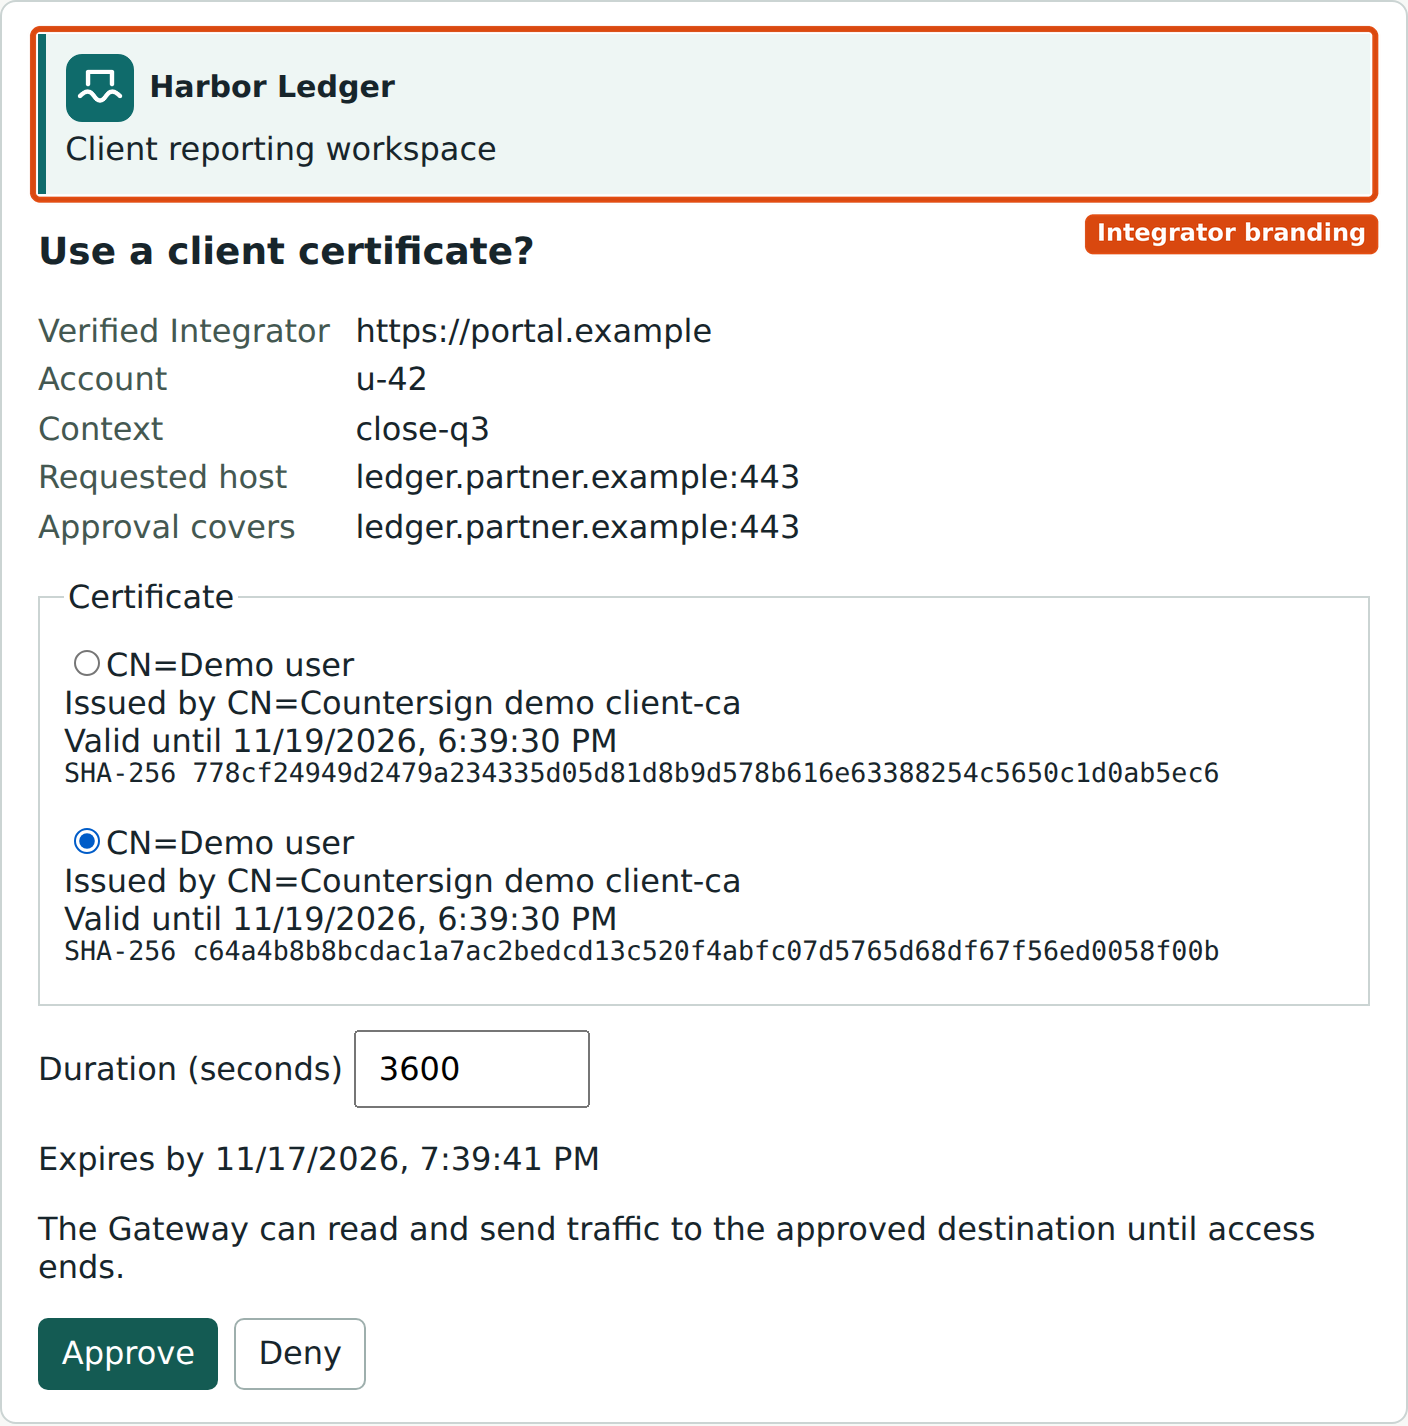 Harbor Ledger
Client reporting workspace
Integrator branding
Use a client certificate?
Verified Integrator https://portal.example
Account u-42
Context close-q3
Requested host ledger.partner.example:443
Approval covers ledger.partner.example:443
Certificate
CN=Demo user
Issued by CN=Countersign demo client-ca
Valid until 11/19/2026, 6:39:30 PM
SHA-256 778cf24949d2479a234335d05d81d8b9d578b616e63388254c5650c1d0ab5ec6
CN=Demo user
Issued by CN=Countersign demo client-ca
Valid until 11/19/2026, 6:39:30 PM
SHA-256 c64a4b8b8bcdac1a7ac2bedcd13c520f4abfc07d5765d68df67f56ed0058f00b
Duration (seconds) 3600
Expires by 11/17/2026, 7:39:41 PM
The Gateway can read and send traffic to the approved destination until access
ends.
Approve Deny